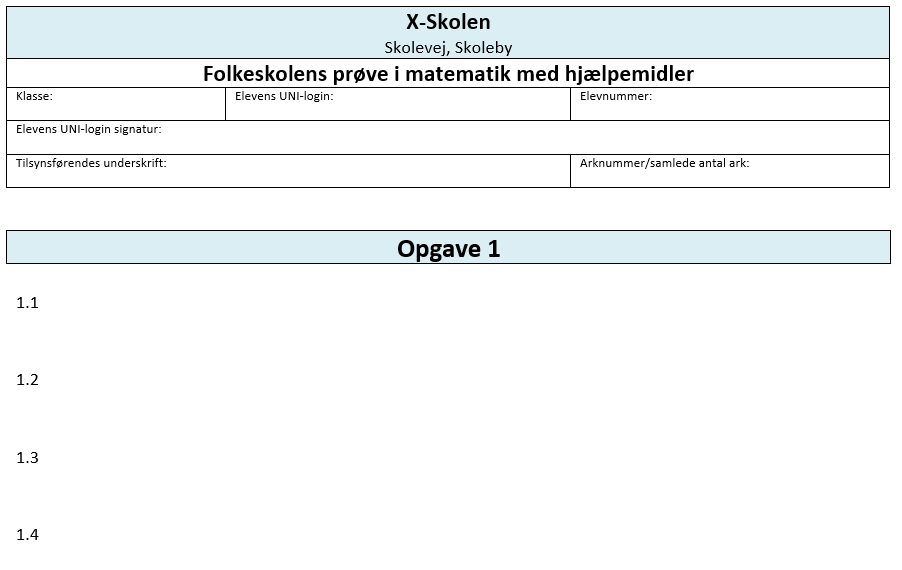 X-Skolen
Skolevej, Skoleby
Folkeskolens prøve i matematik med hjælpemidler
Klasse: Elevens UNI-login: Elevnummer:
Elevens UNI-login signatur:
Tilsynsførendes underskrift: Arknummer/samlede antal ark:
Opgave 1
1.1
1.2
1.3
1.4